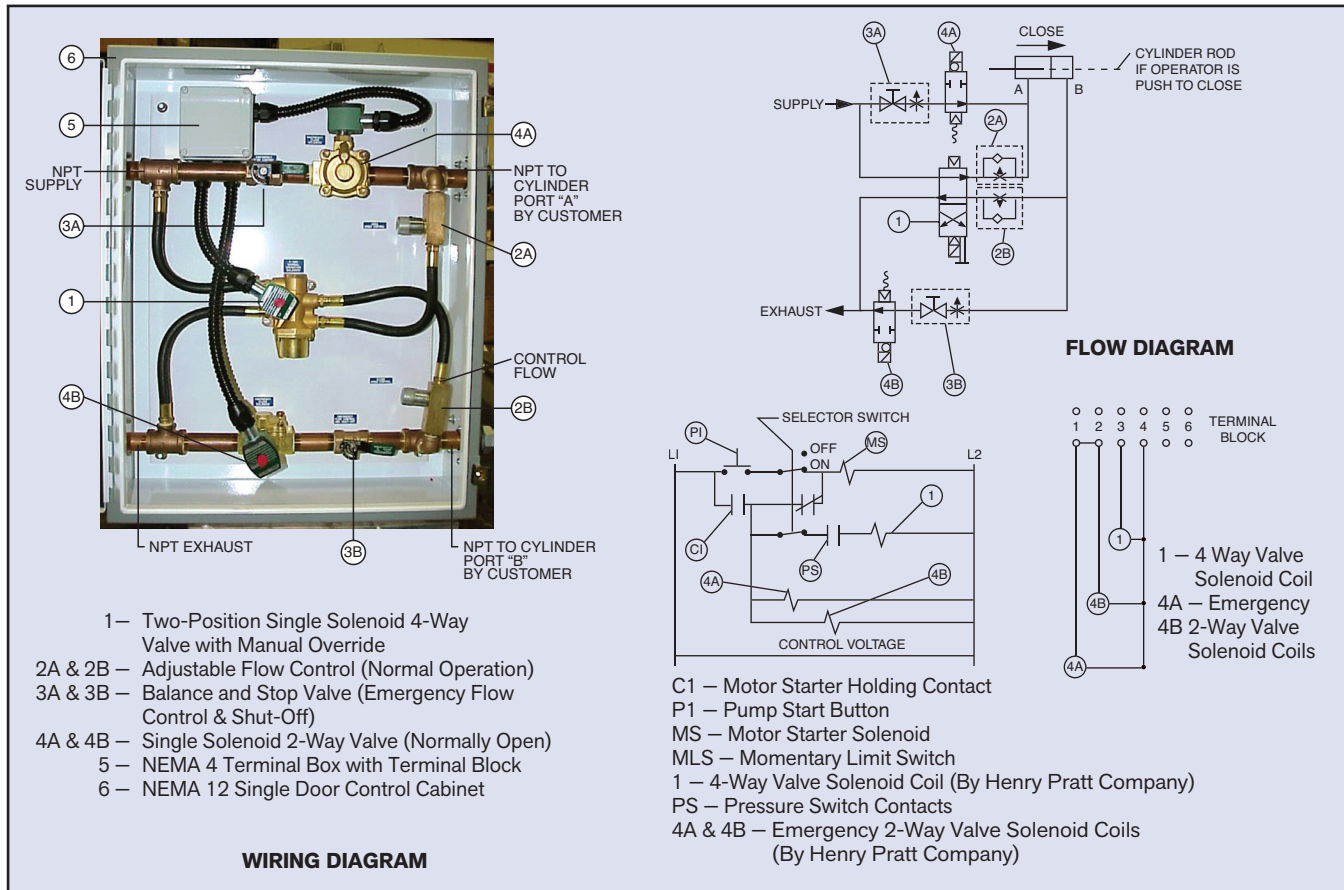 6
5
NPT
SUPPLY
3A
1
4B
4A
NPT TO
CYLINDER
PORT "A"
BY CUSTOMER
2A
CONTROL
FLOW
2B
NPT EXHAUST
3B
NPT TO CYLINDER
PORT "B"
BY CUSTOMER
1— Two-Position Single Solenoid 4-Way
Valve with Manual Override
2A & 2B — Adjustable Flow Control (Normal Operation)
3A & 3B — Balance and Stop Valve (Emergency Flow
Control & Shut-Off)
4A & 4B — Single Solenoid 2-Way Valve (Normally Open)
5 — NEMA 4 Terminal Box with Terminal Block
6 — NEMA 12 Single Door Control Cabinet
WIRING DIAGRAM
3A
4A
CLOSE
CYLINDER ROD
IF OPERATOR IS
PUSH TO CLOSE
SUPPLY
A
B
2A
1
2B
EXHAUST
4B
3B
FLOW DIAGRAM
SELECTOR SWITCH
PI
OFF
MS
LI
ON
L2
1
CI
PS
4A
4B
CONTROL VOLTAGE
1 2 3 4 5 6
TERMINAL
BLOCK
1
4B
4A
1 — 4 Way Valve
Solenoid Coil
4A — Emergency
4B 2-Way Valve
Solenoid Coils
C1 — Motor Starter Holding Contact
P1 — Pump Start Button
MS — Motor Starter Solenoid
MLS — Momentary Limit Switch
1 — 4-Way Valve Solenoid Coil (By Henry Pratt Company)
PS — Pressure Switch Contacts
4A & 4B — Emergency 2-Way Valve Solenoid Coils
(By Henry Pratt Company)